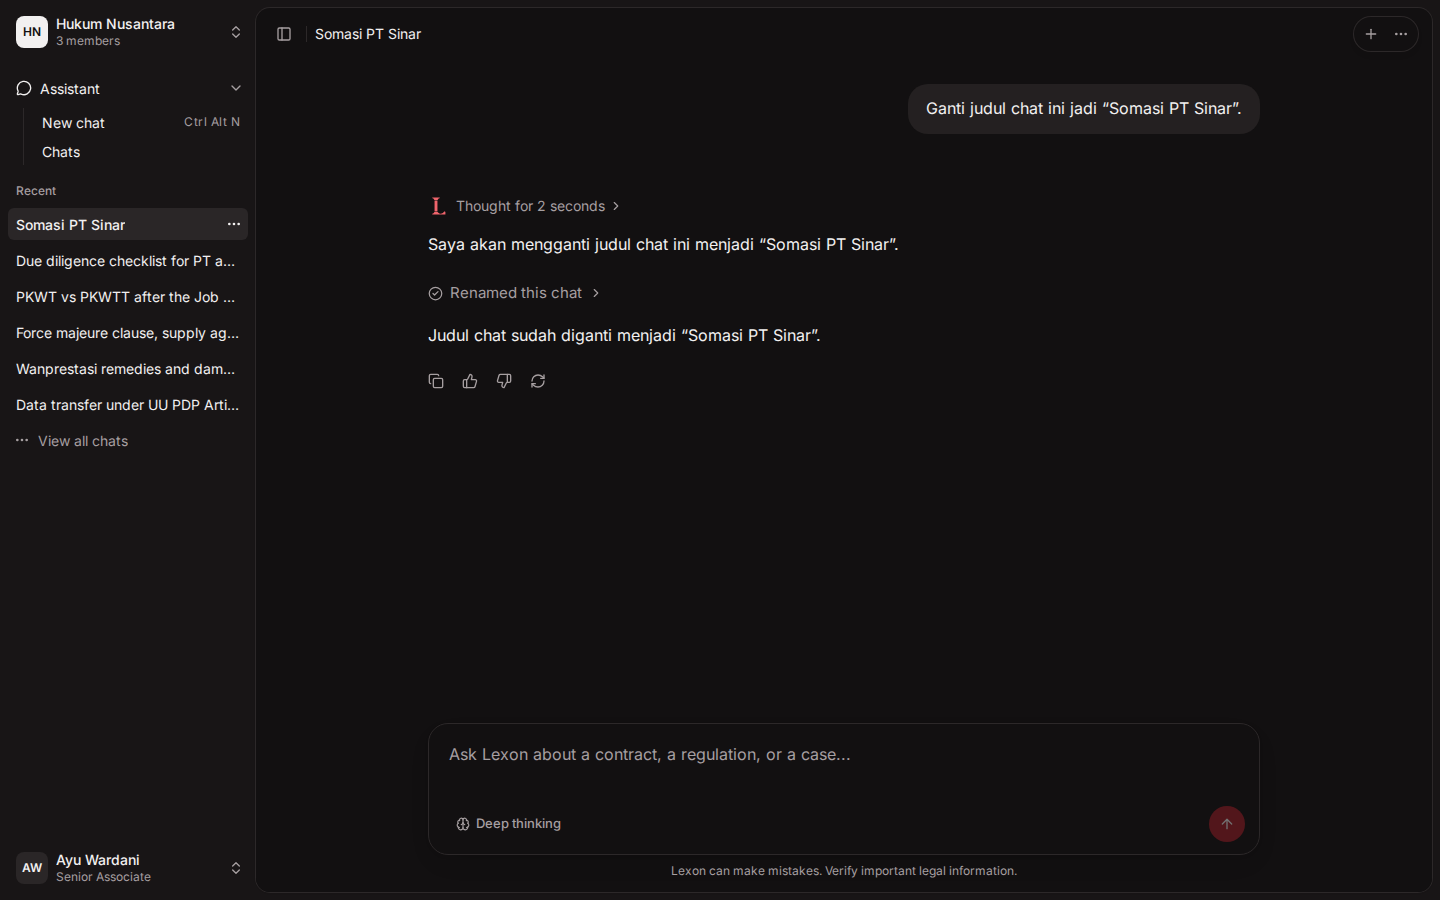 HN
Hukum Nusantara
3 members
Assistant
New chat
Ctrl Alt N
Chats
Recent
Somasi PT Sinar
Due diligence checklist for PT a...
PKWT vs PKWTT after the Job ...
Force majeure clause, supply ag...
Wanprestasi remedies and dam...
Data transfer under UU PDP Arti...
View all chats
AW
Ayu Wardani
Senior Associate
Somasi PT Sinar
Ganti judul chat ini jadi “Somasi PT Sinar”.
L Thought for 2 seconds
Saya akan mengganti judul chat ini menjadi “Somasi PT Sinar”.
Renamed this chat
Judul chat sudah diganti menjadi “Somasi PT Sinar”.
Ask Lexon about a contract, a regulation, or a case...
Deep thinking
Lexon can make mistakes. Verify important legal information.